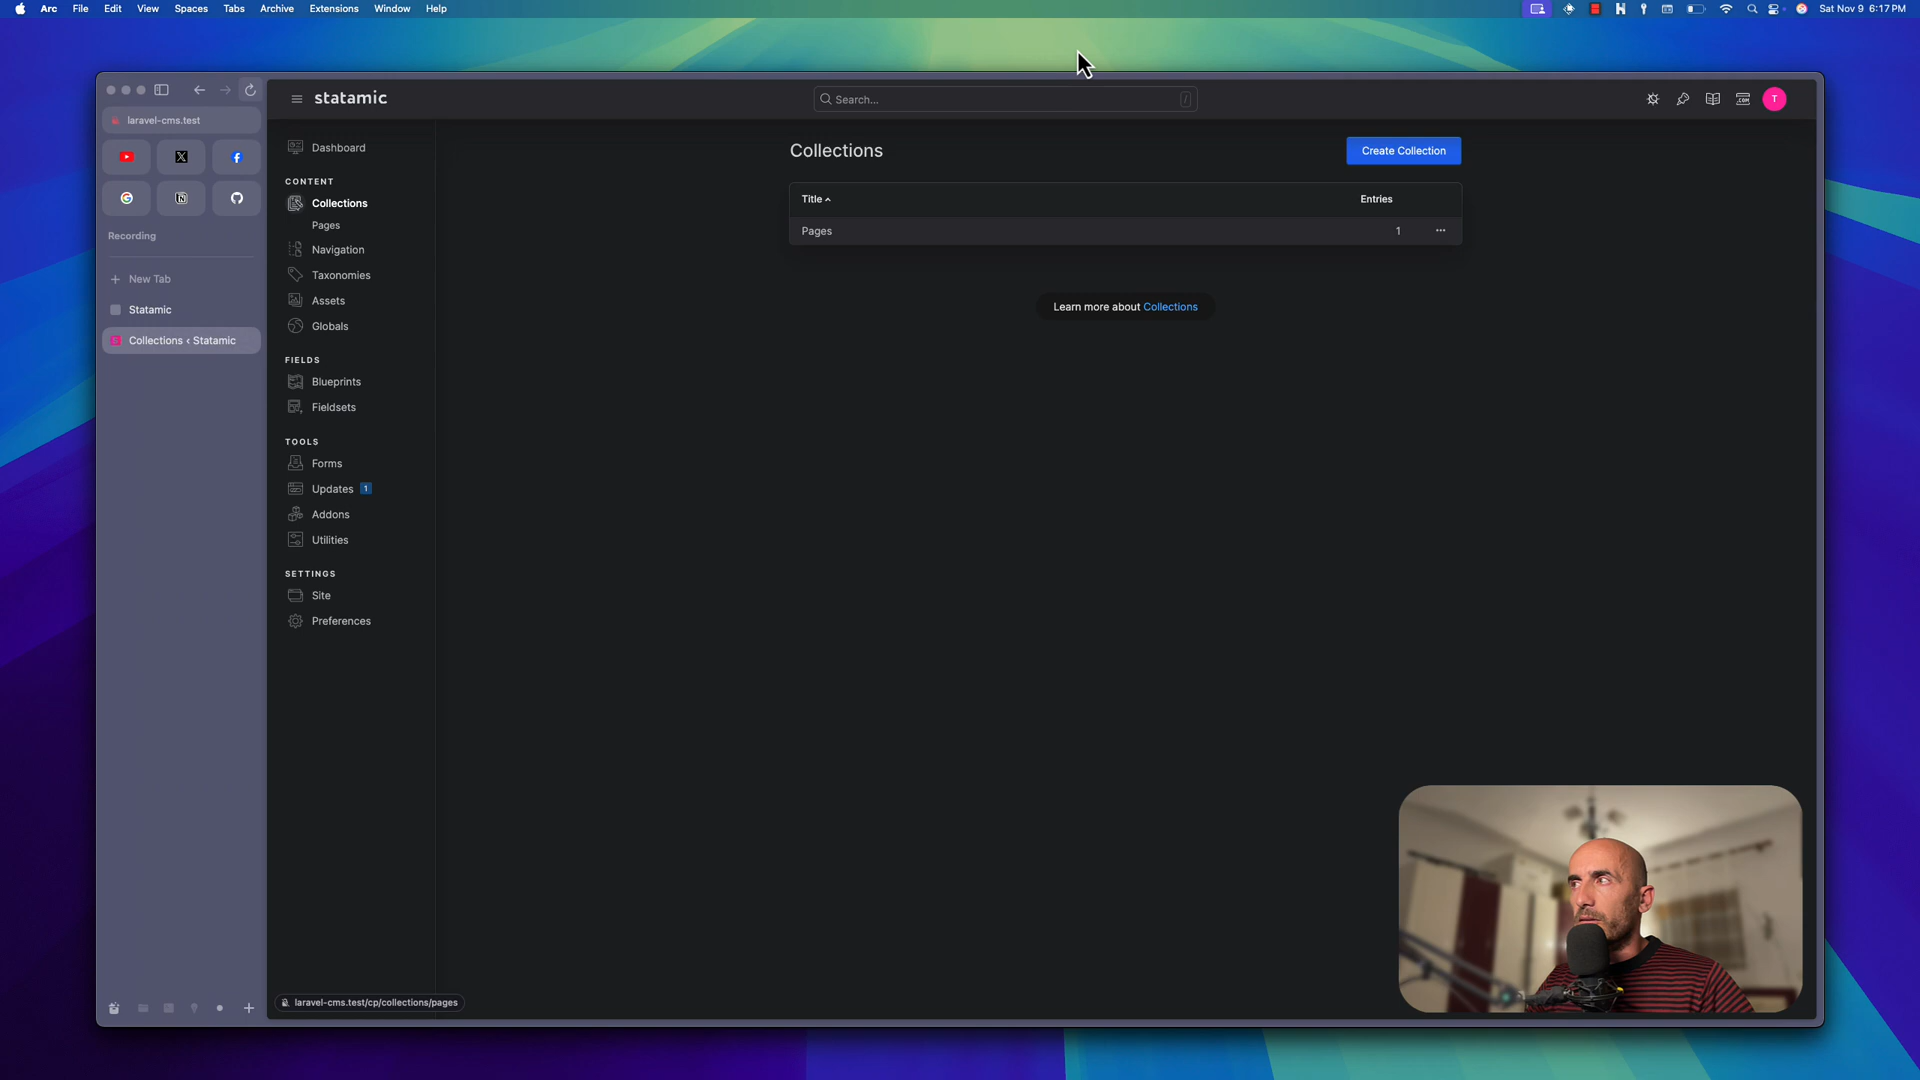 Arc File Edit View Spaces Tabs Archive Extensions Window Help
Sat Nov 9 6:17 PM
laravel-cms.test
Recording
New Tab
Statamic
Collections ‹ Statamic
statamic
Search...
/
T
Dashboard
CONTENT
Collections
Pages
Navigation
Taxonomies
Assets
Globals
FIELDS
Blueprints
Fieldsets
TOOLS
Forms
Updates 1
Addons
Utilities
SETTINGS
Site
Preferences
Collections
Create Collection
Title Entries
Pages 1
Learn more about Collections
laravel-cms.test/cp/collections/pages